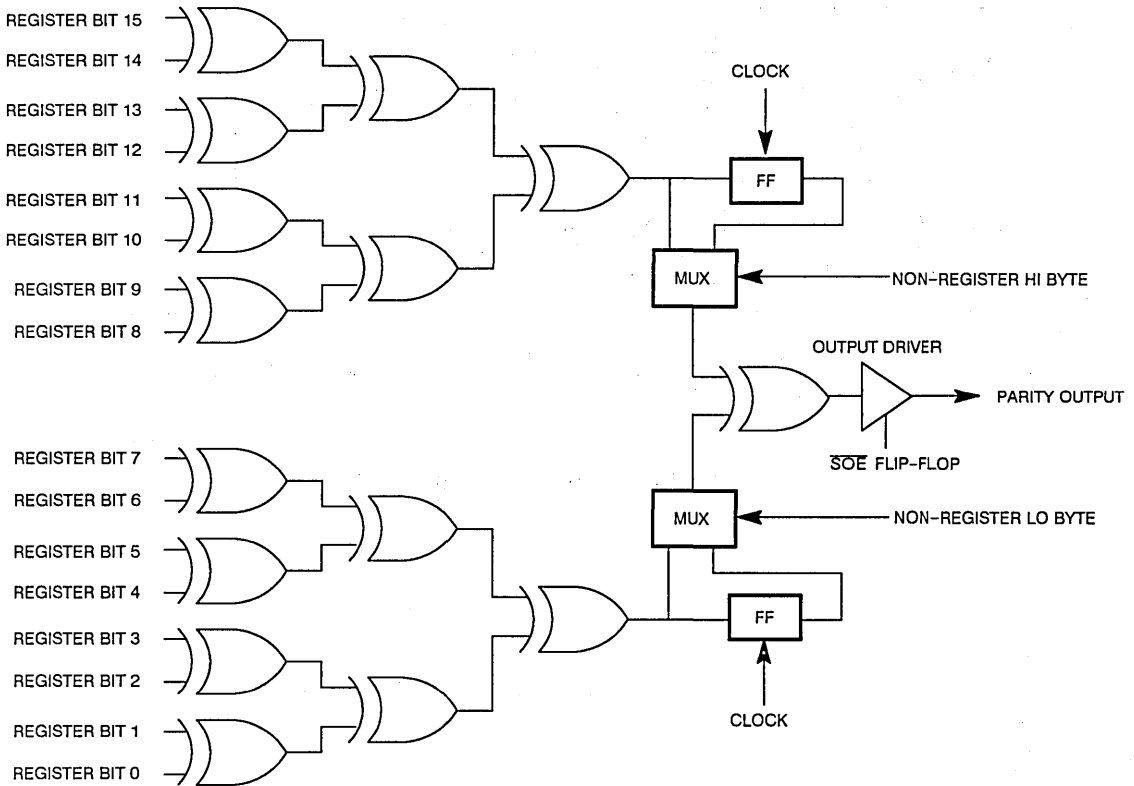 REGISTER BIT 15
REGISTER BIT 14
REGISTER BIT 13
REGISTER BIT 12
REGISTER BIT 11
REGISTER BIT 10
REGISTER BIT 9
REGISTER BIT 8
CLOCK
FF
MUX
NON-REGISTER HI BYTE
OUTPUT DRIVER
PARITY OUTPUT
SOE FLIP-FLOP
REGISTER BIT 7
REGISTER BIT 6
REGISTER BIT 5
REGISTER BIT 4
REGISTER BIT 3
REGISTER BIT 2
REGISTER BIT 1
REGISTER BIT 0
MUX
NON-REGISTER LO BYTE
FF
CLOCK